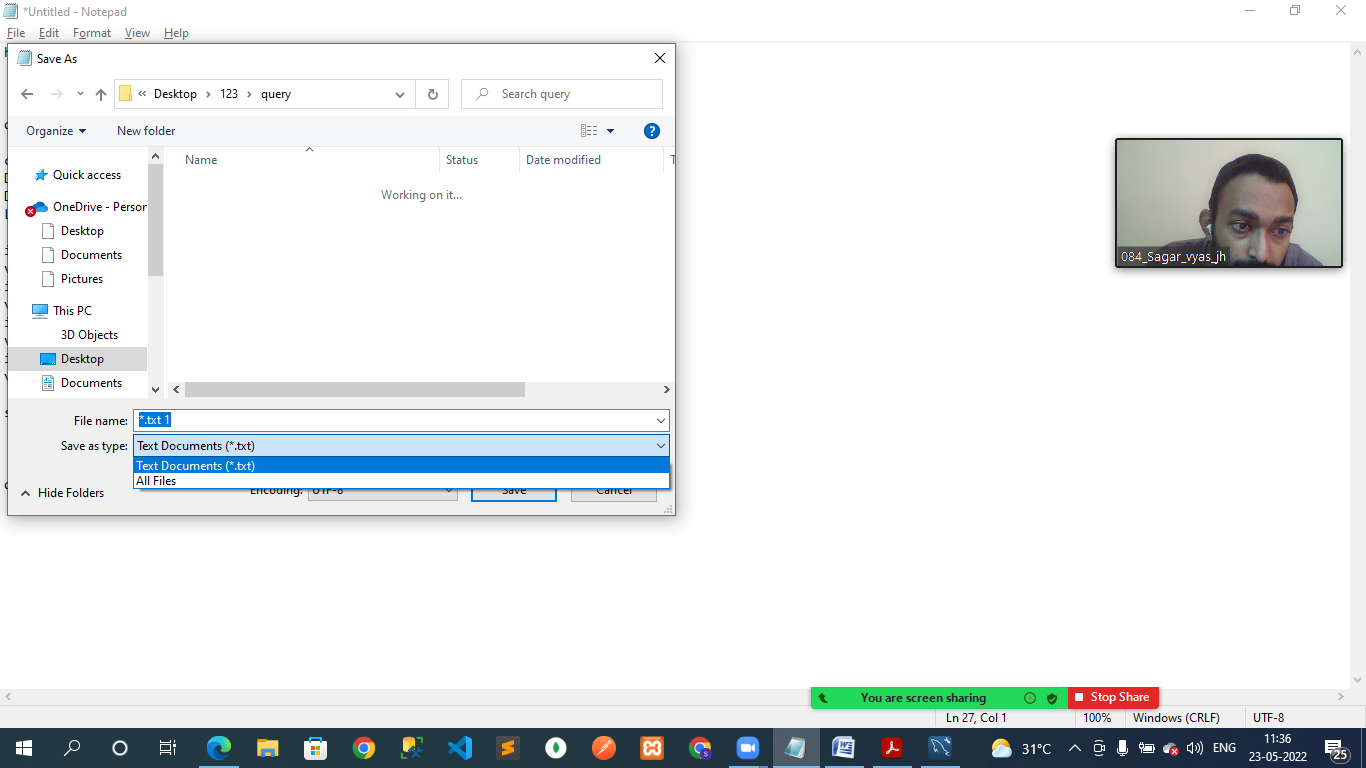 *Untitled - Notepad
File Edit Format View Help
Save As
« Desktop › 123 › query
Search query
Organize New folder
Name Status Date modified
Working on it...
Quick access
OneDrive - Person
Desktop
Documents
Pictures
This PC
3D Objects
Desktop
Documents
File name: *.txt 1
Save as type: Text Documents (*.txt)
Text Documents (*.txt)
All Files
Hide Folders
Encoding: UTF-8 Save Cancel
084_Sagar_vyas_jh
You are screen sharing Stop Share
Ln 27, Col 1 100% Windows (CRLF) UTF-8
31°C ENG 11:36
23-05-2022 25